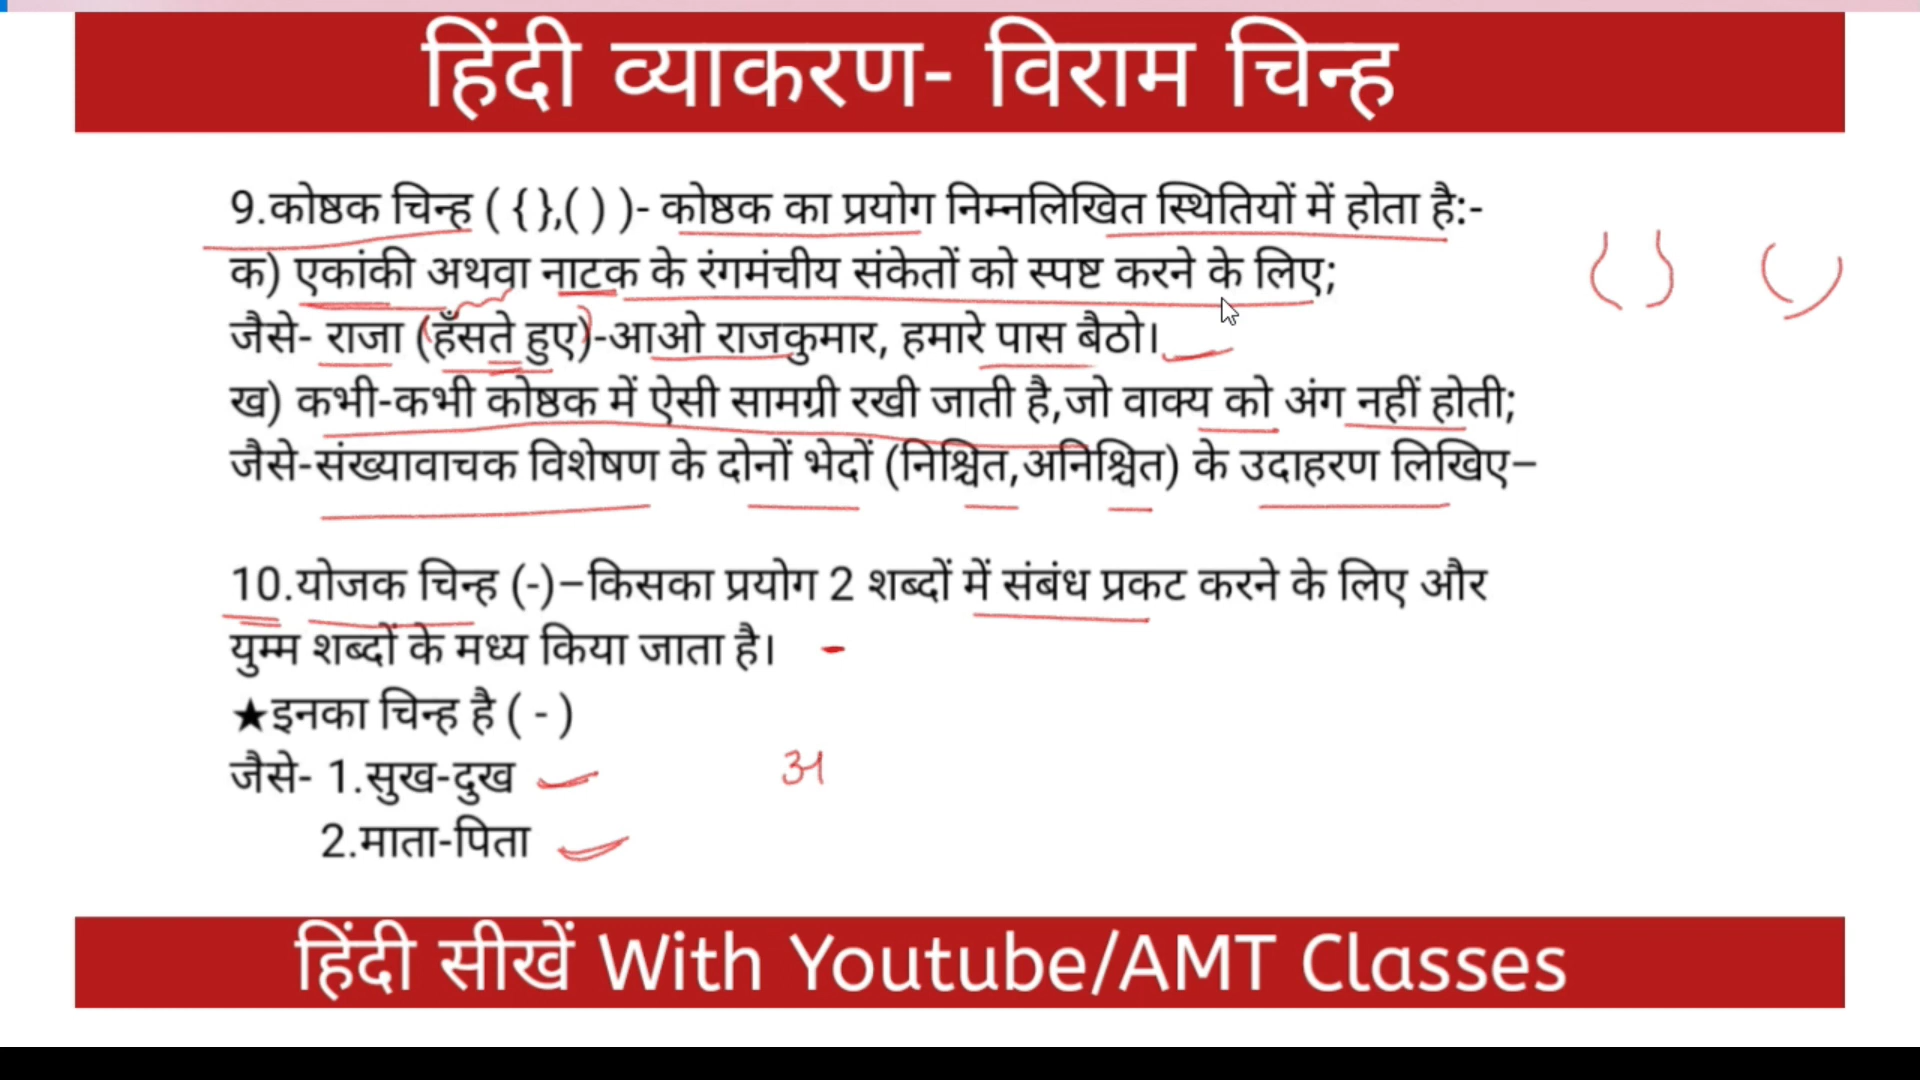 हिंदी व्याकरण- विराम चिन्ह
9.कोष्ठक चिन्ह ( { },( ) )- कोष्ठक का प्रयोग निम्नलिखित स्थितियों में होता है:-
क) एकांकी अथवा नाटक के रंगमंचीय संकेतों को स्पष्ट करने के लिए;
जैसे- राजा (हँसते हुए)-आओ राजकुमार, हमारे पास बैठो।
ख) कभी-कभी कोष्ठक में ऐसी सामग्री रखी जाती है,जो वाक्य को अंग नहीं होती;
जैसे-संख्यावाचक विशेषण के दोनों भेदों (निश्चित,अनिश्चित) के उदाहरण लिखिए–
10.योजक चिन्ह (-)–किसका प्रयोग 2 शब्दों में संबंध प्रकट करने के लिए और
युम्म शब्दों के मध्य किया जाता है। -
★इनका चिन्ह है ( - )
जैसे- 1.सुख-दुख
अ
2.माता-पिता
हिंदी सीखें With Youtube/AMT Classes